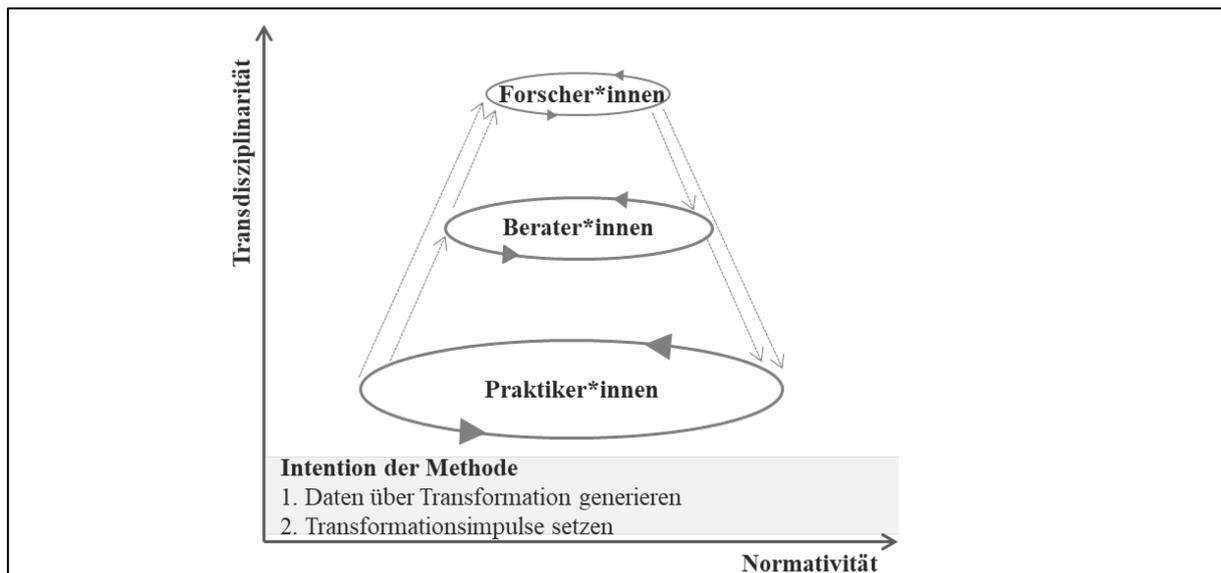 Transdisziplinarität
Forscher*innen
Berater*innen
Praktiker*innen
Intention der Methode
1. Daten über Transformation generieren
2. Transformationsimpulse setzen
Normativität